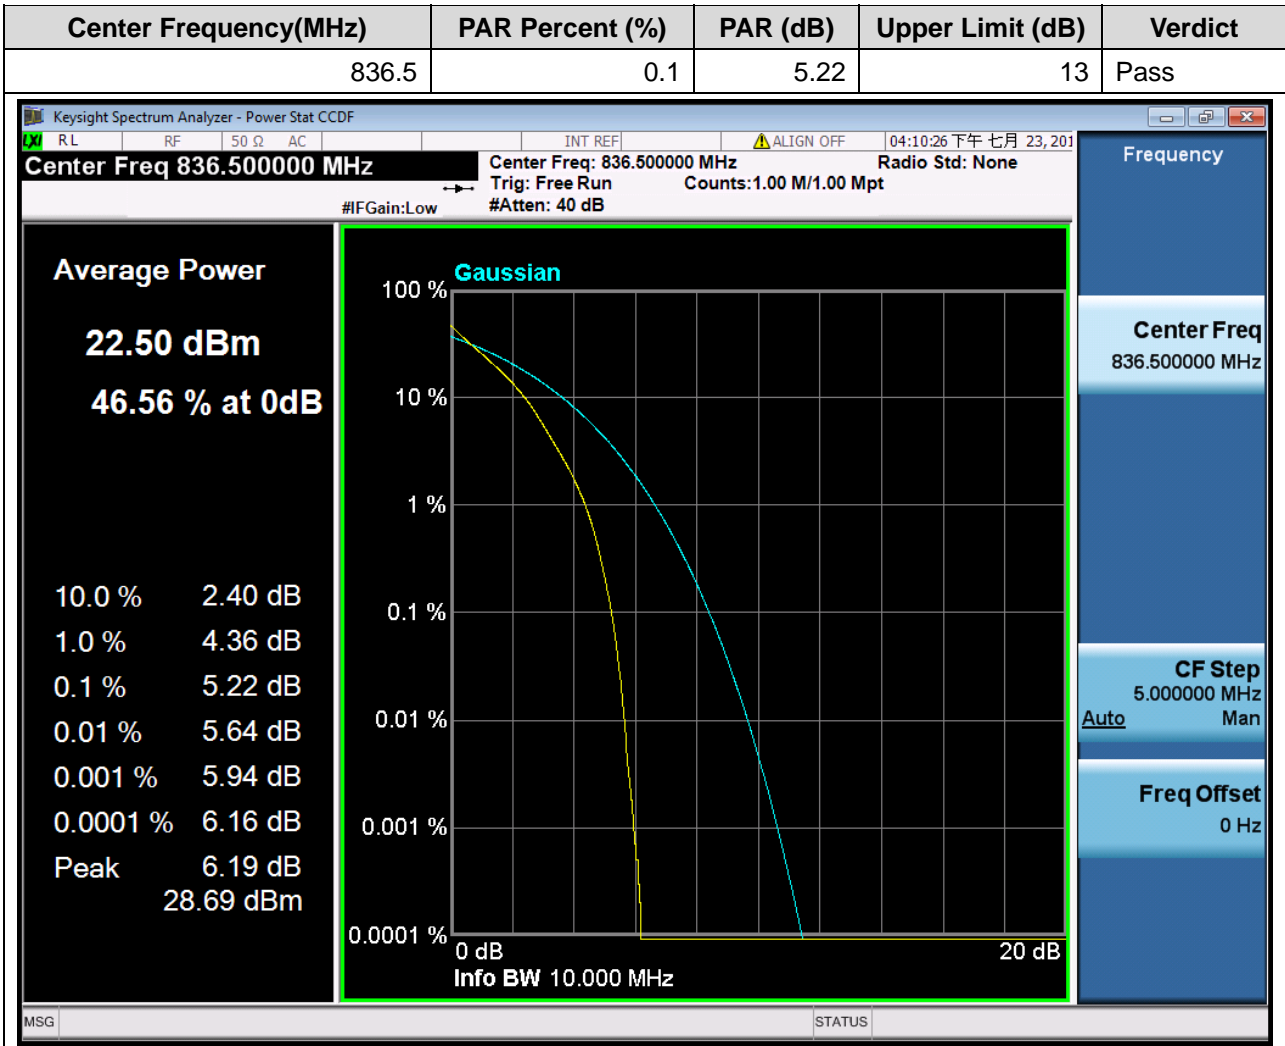 Center Frequency(MHz) PAR Percent (%) PAR (dB) Upper Limit (dB) Verdict
836.5 0.1 5.22 13 Pass
Keysight Spectrum Analyzer - Power Stat CCDF
LXI RL RF 50 Ω AC INT REF ALIGN OFF 04:10:26 下午 七月 23, 201
Center Freq 836.500000 MHz
Center Freq: 836.500000 MHz Radio Std: None
Trig: Free Run Counts:1.00 M/1.00 Mpt
#IFGain:Low #Atten: 40 dB
Average Power
22.50 dBm
46.56 % at 0dB
10.0 % 2.40 dB
1.0 % 4.36 dB
0.1 % 5.22 dB
0.01 % 5.64 dB
0.001 % 5.94 dB
0.0001 % 6.16 dB
Peak 6.19 dB
28.69 dBm
Gaussian
100 %
10 %
1 %
0.1 %
0.01 %
0.001 %
0.0001 %
0 dB 20 dB
Info BW 10.000 MHz
Frequency
Center Freq
836.500000 MHz
CF Step
5.000000 MHz
Auto Man
Freq Offset
0 Hz
MSG STATUS